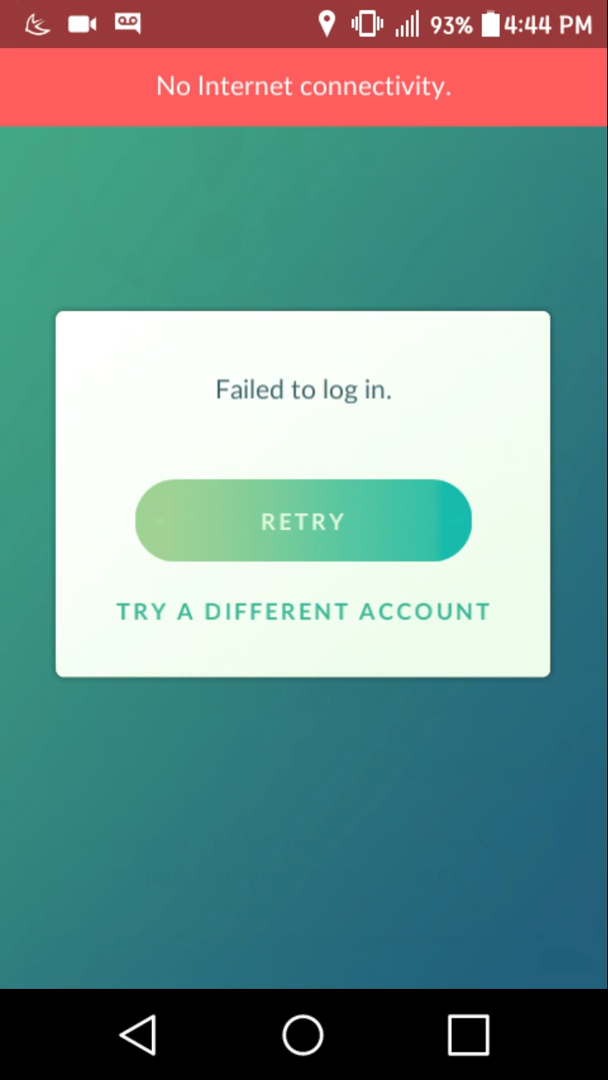 93% 4:44 PM
No Internet connectivity.
Failed to log in.
RETRY
TRY A DIFFERENT ACCOUNT